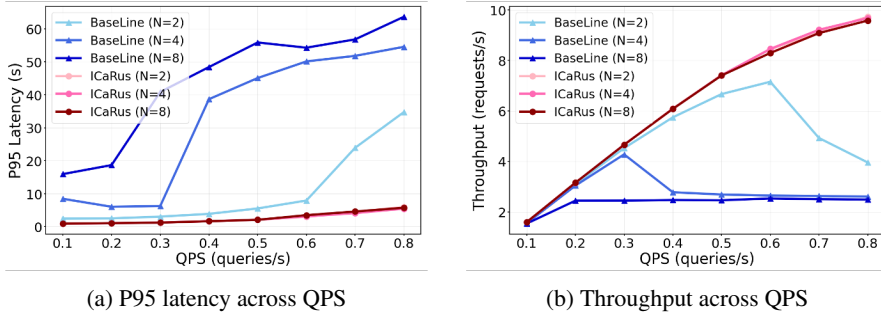 P95 Latency (s)
60
50
40
30
20
10
0
BaseLine (N=2)
BaseLine (N=4)
BaseLine (N=8)
ICaRus (N=2)
ICaRus (N=4)
ICaRus (N=8)
0.1 0.2 0.3 0.4 0.5 0.6 0.7 0.8
QPS (queries/s)
(a) P95 latency across QPS
Throughput (requests/s)
10
8
6
4
2
BaseLine (N=2)
BaseLine (N=4)
BaseLine (N=8)
ICaRus (N=2)
ICaRus (N=4)
ICaRus (N=8)
0.1 0.2 0.3 0.4 0.5 0.6 0.7 0.8
QPS (queries/s)
(b) Throughput across QPS